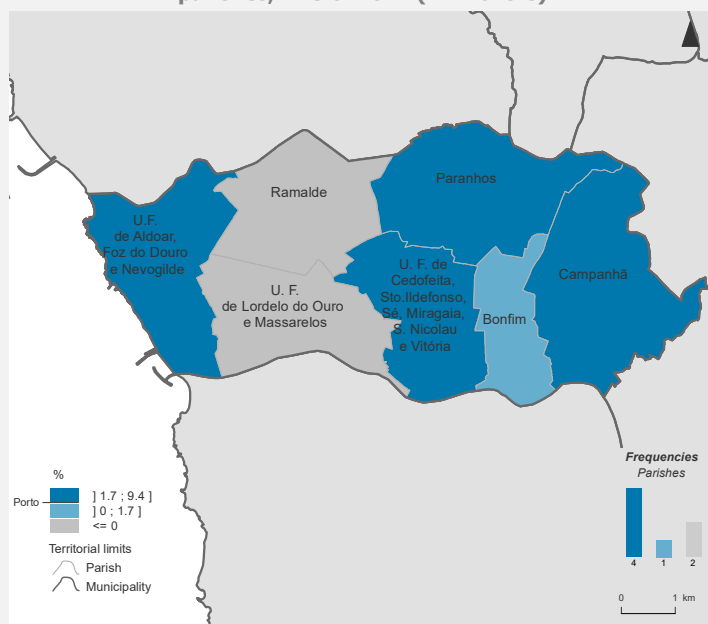 Ramalde
Paranhos
U.F.
de Aldoar,
Foz do Douro
e Nevogilde
U. F. de
Cedofeita,
Sto.Ildefonso,
Sé, Miragaia,
S. Nicolau
e Vitória
Campanhã
U. F.
de Lordelo do Ouro
e Massarelos
Bonfim
%
Porto
] 1.7 ; 9.4 ]
] 0 ; 1.7 ]
<= 0
Territorial limits
Parish
Municipality
Frequencies
Parishes
4 1 2
0 1 km